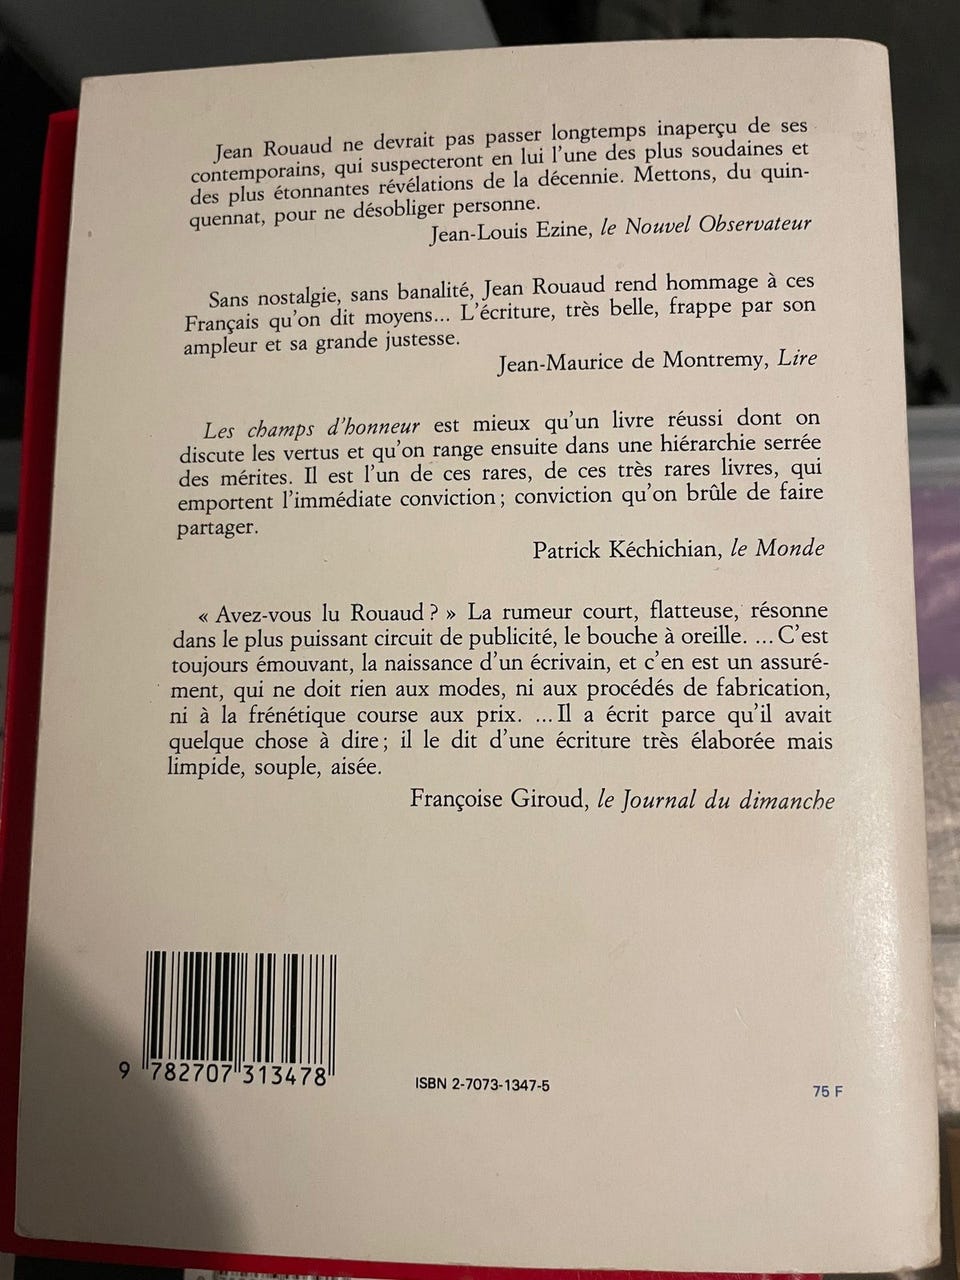 Jean Rouaud ne devrait pas passer longtemps inaperçu de ses
contemporains, qui suspecteront en lui l'une des plus soudaines et
des plus étonnantes révélations de la décennie. Mettons, du quin-
quennat, pour ne désobliger personne.
Jean-Louis Ezine, le Nouvel Observateur
Sans nostalgie, sans banalité, Jean Rouaud rend hommage à ces
Français qu'on dit moyens... L'écriture, très belle, frappe par son
ampleur et sa grande justesse.
Jean-Maurice de Montremy, Lire
Les champs d'honneur est mieux qu'un livre réussi dont on
discute les vertus et qu'on range ensuite dans une hiérarchie serrée
des mérites. Il est l'un de ces rares, de ces très rares livres, qui
emportent l'immédiate conviction ; conviction qu'on brûle de faire
partager.
Patrick Kéchichian, le Monde
« Avez-vous lu Rouaud ? » La rumeur court, flatteuse, résonne
dans le plus puissant circuit de publicité, le bouche à oreille. ... C'est
toujours émouvant, la naissance d'un écrivain, et c'en est un assuré-
ment, qui ne doit rien aux modes, ni aux procédés de fabrication,
ni à la frénétique course aux prix. ... Il a écrit parce qu'il avait
quelque chose à dire ; il le dit d'une écriture très élaborée mais
limpide, souple, aisée.
Françoise Giroud, le Journal du dimanche
9 782707 313478
ISBN 2-7073-1347-5
75 F